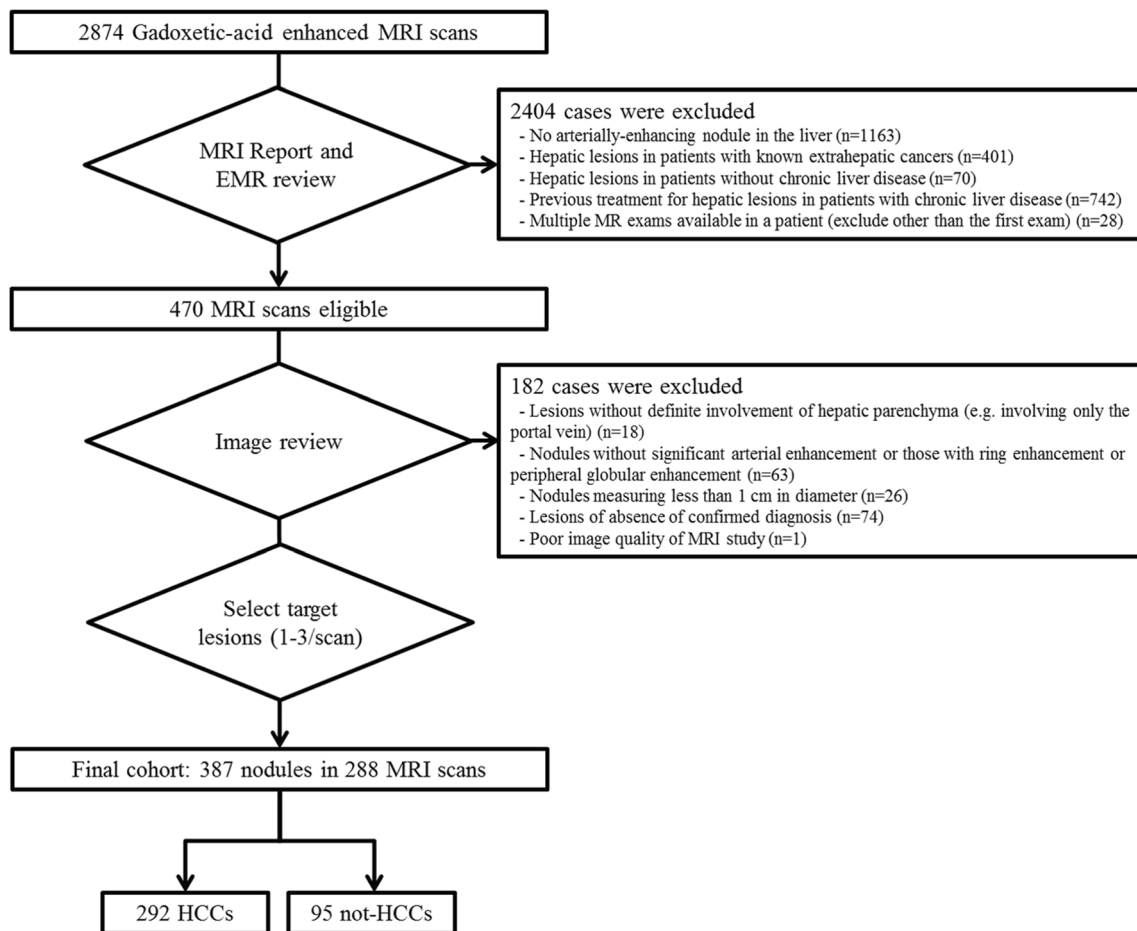 2874 Gadoxetic-acid enhanced MRI scans
MRI Report and
EMR review
2404 cases were excluded
- No arterially-enhancing nodule in the liver (n=1163)
- Hepatic lesions in patients with known extrahepatic cancers (n=401)
- Hepatic lesions in patients without chronic liver disease (n=70)
- Previous treatment for hepatic lesions in patients with chronic liver disease (n=742)
- Multiple MR exams available in a patient (exclude other than the first exam) (n=28)
470 MRI scans eligible
Image review
182 cases were excluded
- Lesions without definite involvement of hepatic parenchyma (e.g. involving only the
portal vein) (n=18)
- Nodules without significant arterial enhancement or those with ring enhancement or
peripheral globular enhancement (n=63)
- Nodules measuring less than 1 cm in diameter (n=26)
- Lesions of absence of confirmed diagnosis (n=74)
- Poor image quality of MRI study (n=1)
Select target
lesions (1-3/scan)
Final cohort: 387 nodules in 288 MRI scans
292 HCCs
95 not-HCCs